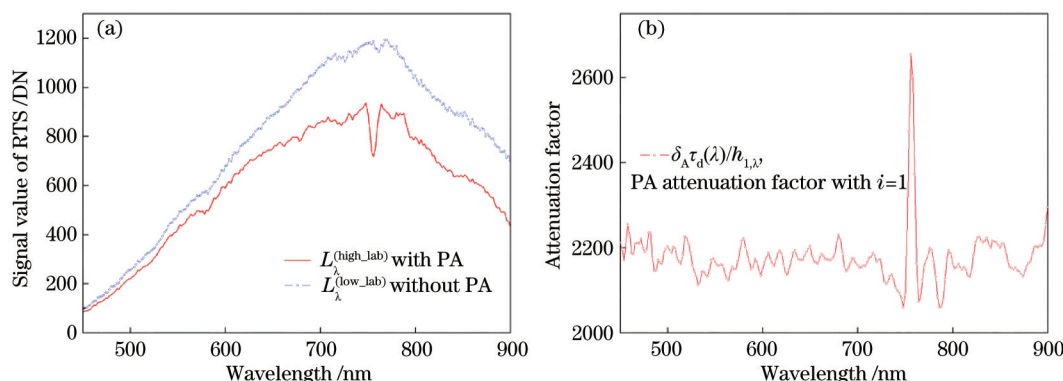 (a)
1200
1000
800
600
400
200
0
Signal value of RTS /DN
L_λ^(high_lab) with PA
L_λ^(low_lab) without PA
500
600
700
800
900
Wavelength /nm
(b)
2600
2400
2200
2000
Attenuation factor
δ_A τ_d(λ)/h_1,λ,
PA attenuation factor with i=1
500
600
700
800
900
Wavelength /nm